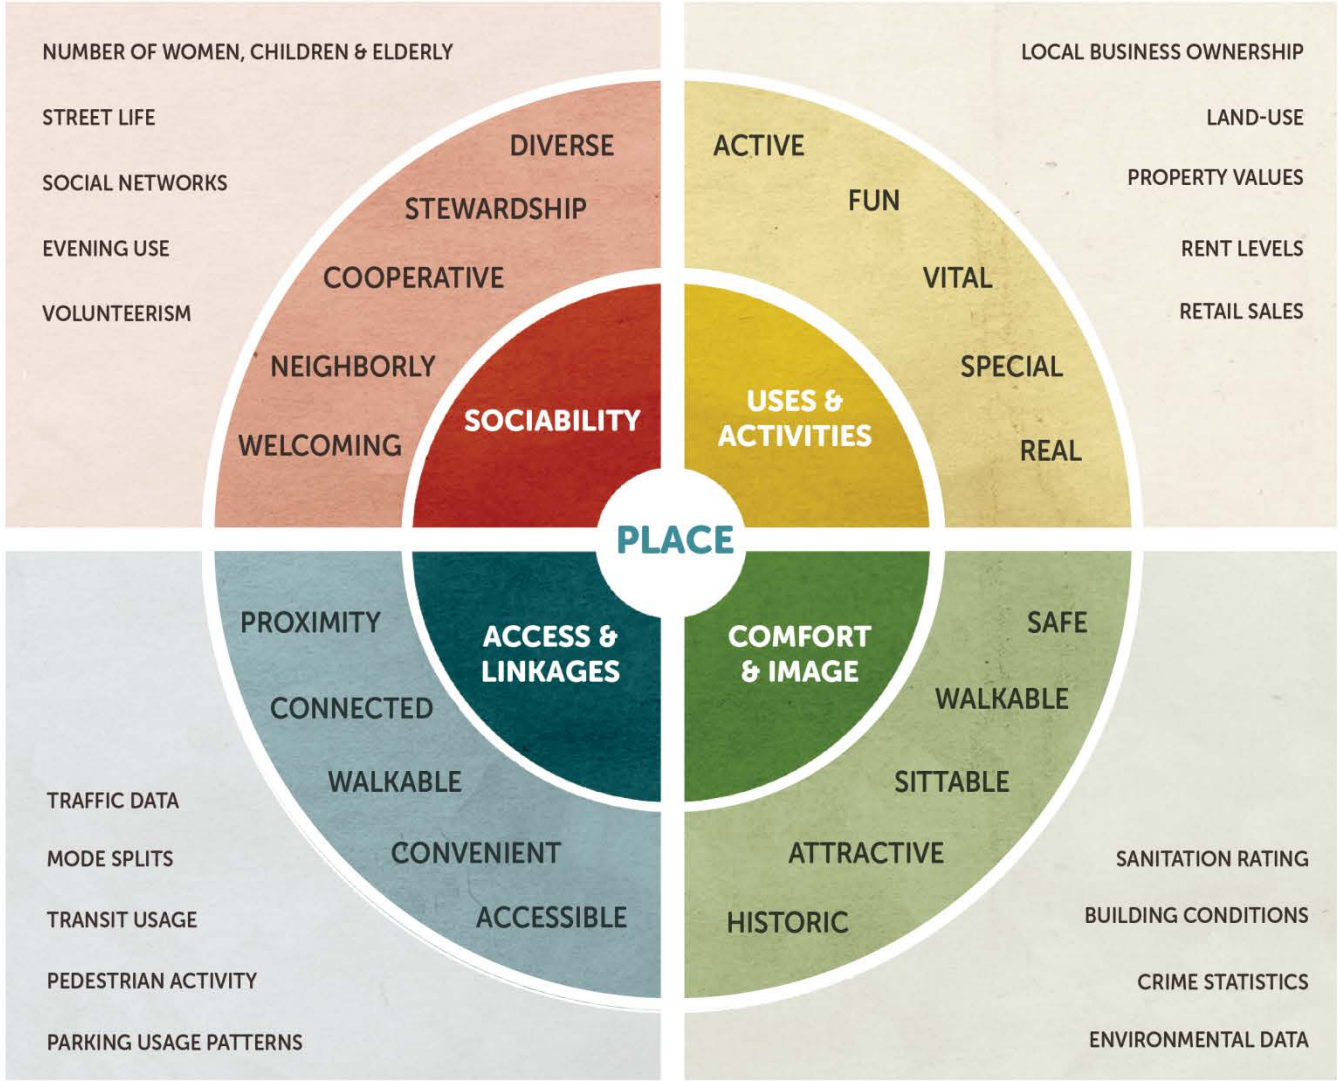 NUMBER OF WOMEN, CHILDREN & ELDERLY
STREET LIFE
SOCIAL NETWORKS
EVENING USE
VOLUNTEERISM
DIVERSE
STEWARDSHIP
COOPERATIVE
NEIGHBORLY
WELCOMING
SOCIABILITY
LOCAL BUSINESS OWNERSHIP
LAND-USE
PROPERTY VALUES
RENT LEVELS
RETAIL SALES
ACTIVE
FUN
VITAL
SPECIAL
REAL
USES &
ACTIVITIES
PLACE
ACCESS &
LINKAGES
PROXIMITY
CONNECTED
WALKABLE
CONVENIENT
ACCESSIBLE
TRAFFIC DATA
MODE SPLITS
TRANSIT USAGE
PEDESTRIAN ACTIVITY
PARKING USAGE PATTERNS
COMFORT
& IMAGE
SAFE
WALKABLE
SITTABLE
ATTRACTIVE
HISTORIC
SANITATION RATING
BUILDING CONDITIONS
CRIME STATISTICS
ENVIRONMENTAL DATA